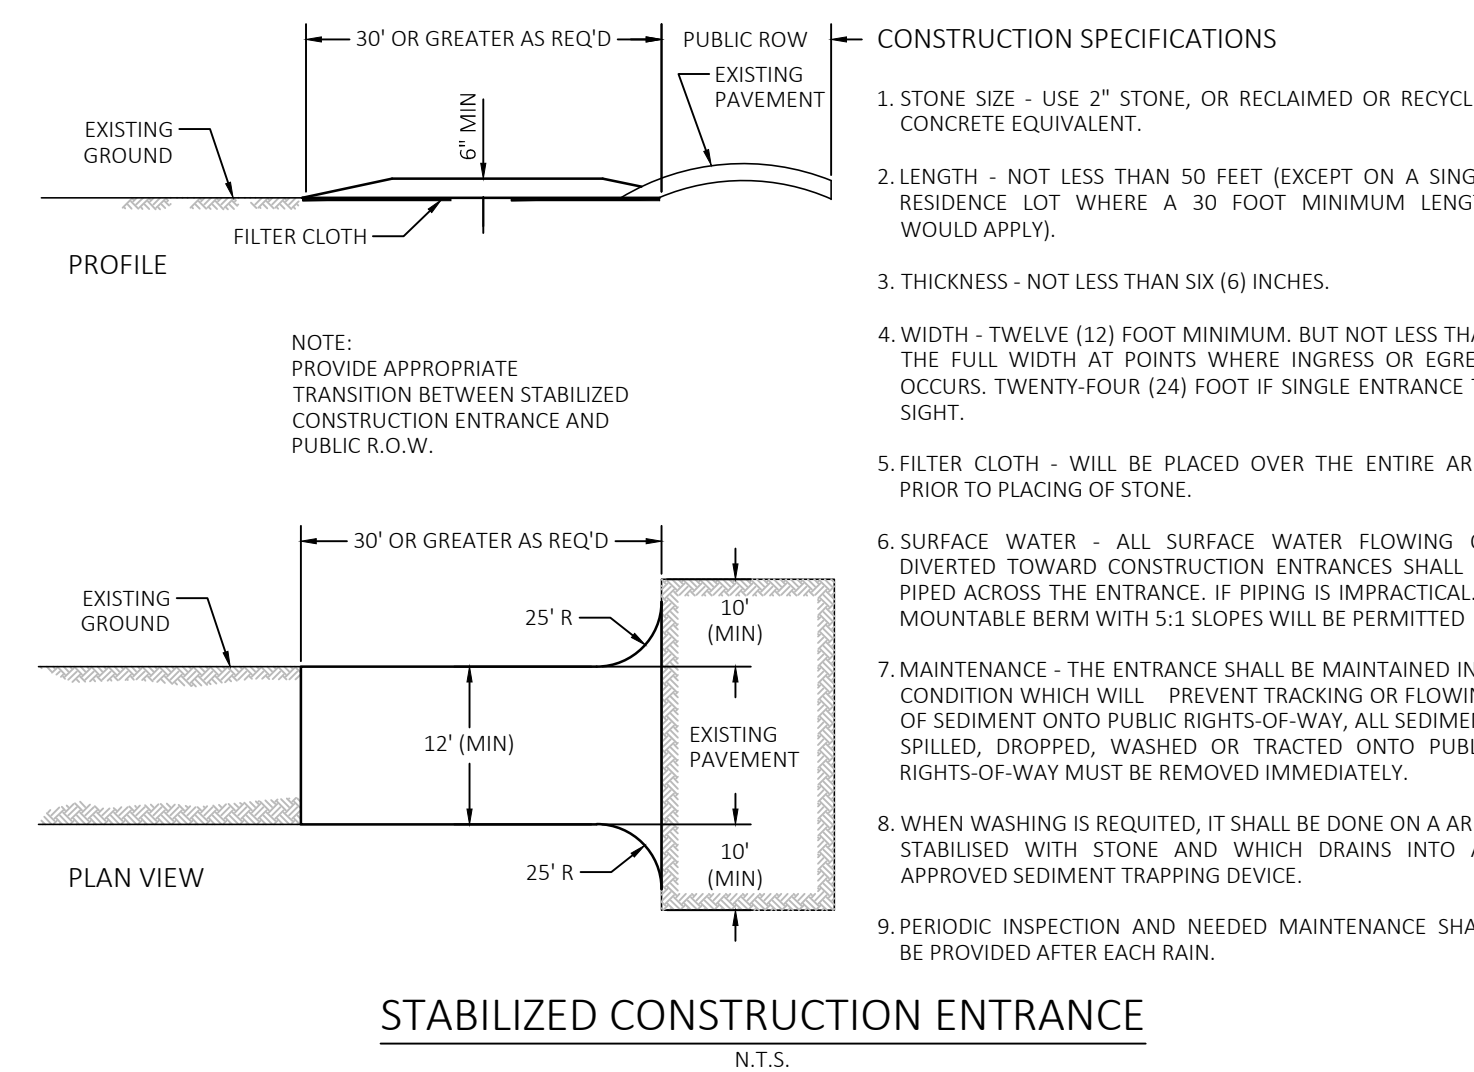 30' OR GREATER AS REQ'D
PUBLIC ROW
EXISTING
PAVEMENT
6" MIN
EXISTING
GROUND
FILTER CLOTH
PROFILE
NOTE:
PROVIDE APPROPRIATE
TRANSITION BETWEEN STABILIZED
CONSTRUCTION ENTRANCE AND
PUBLIC R.O.W.
30' OR GREATER AS REQ'D
EXISTING
GROUND
25' R
10'
(MIN)
12' (MIN)
EXISTING
PAVEMENT
25' R
10'
(MIN)
PLAN VIEW
CONSTRUCTION SPECIFICATIONS
1. STONE SIZE - USE 2" STONE, OR RECLAIMED OR RECYCL
CONCRETE EQUIVALENT.
2. LENGTH - NOT LESS THAN 50 FEET (EXCEPT ON A SING
RESIDENCE LOT WHERE A 30 FOOT MINIMUM LENG
WOULD APPLY).
3. THICKNESS - NOT LESS THAN SIX (6) INCHES.
4. WIDTH - TWELVE (12) FOOT MINIMUM. BUT NOT LESS THA
THE FULL WIDTH AT POINTS WHERE INGRESS OR EGRE
OCCURS. TWENTY-FOUR (24) FOOT IF SINGLE ENTRANCE T
SIGHT.
5. FILTER CLOTH - WILL BE PLACED OVER THE ENTIRE AR
PRIOR TO PLACING OF STONE.
6. SURFACE WATER - ALL SURFACE WATER FLOWING
DIVERTED TOWARD CONSTRUCTION ENTRANCES SHALL
PIPED ACROSS THE ENTRANCE. IF PIPING IS IMPRACTICAL.
MOUNTABLE BERM WITH 5:1 SLOPES WILL BE PERMITTED
7. MAINTENANCE - THE ENTRANCE SHALL BE MAINTAINED IN
CONDITION WHICH WILL PREVENT TRACKING OR FLOWIN
OF SEDIMENT ONTO PUBLIC RIGHTS-OF-WAY, ALL SEDIME
SPILLED, DROPPED, WASHED OR TRACTED ONTO PUBL
RIGHTS-OF-WAY MUST BE REMOVED IMMEDIATELY.
8. WHEN WASHING IS REQUITED, IT SHALL BE DONE ON A AR
STABILISED WITH STONE AND WHICH DRAINS INTO A
APPROVED SEDIMENT TRAPPING DEVICE.
9. PERIODIC INSPECTION AND NEEDED MAINTENANCE SHA
BE PROVIDED AFTER EACH RAIN.
STABILIZED CONSTRUCTION ENTRANCE
N.T.S.